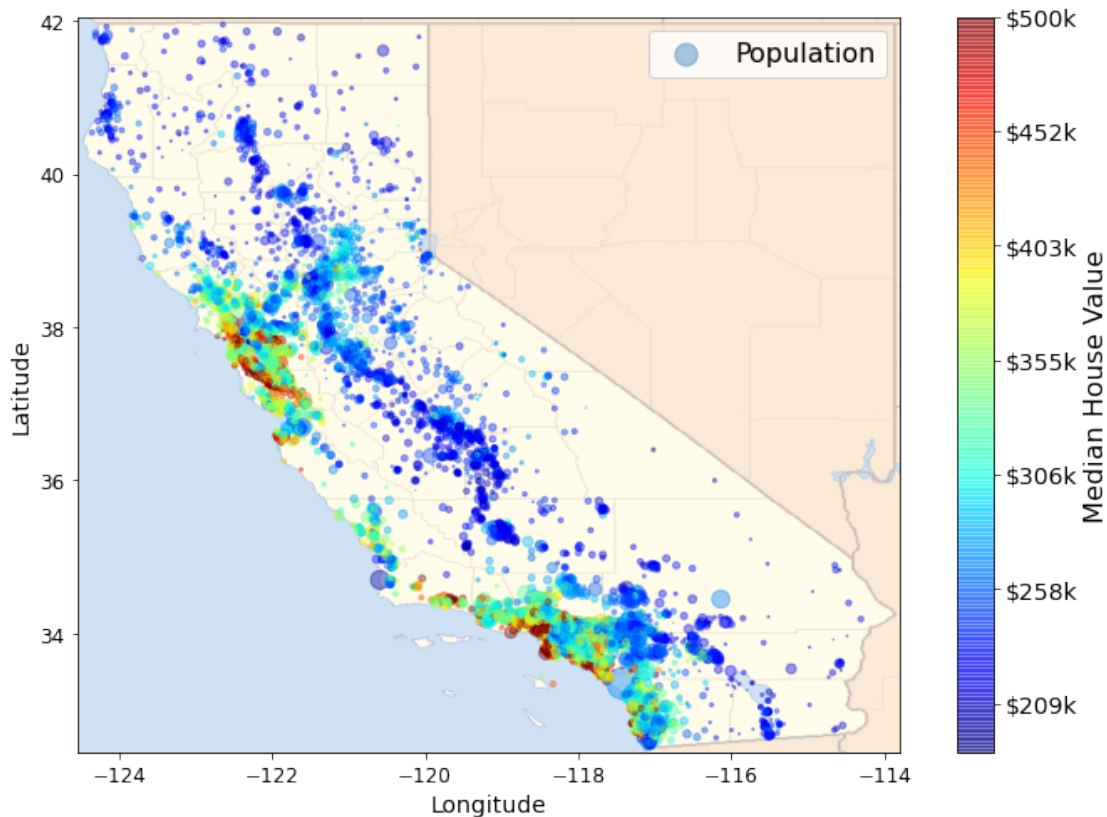 Population
42
40
38
36
34
Latitude
−124
−122
−120
−118
−116
−114
Longitude
$500k
$452k
$403k
$355k
$306k
$258k
$209k
Median House Value